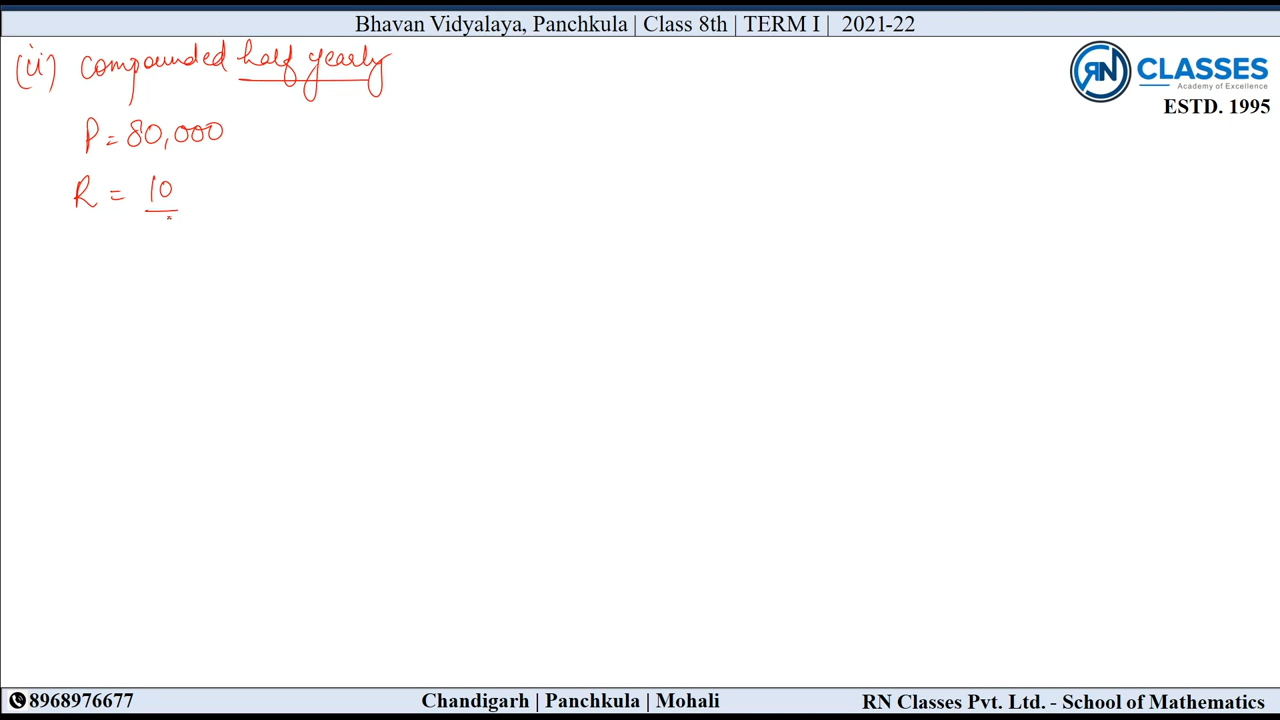 Bhavan Vidyalaya, Panchkula | Class 8th | TERM I | 2021-22
(ii) compounded half yearly
P = 80,000
R = 10
RN CLASSES
Academy of Excellence
ESTD. 1995
8968976677
Chandigarh | Panchkula | Mohali
RN Classes Pvt. Ltd. - School of Mathematics